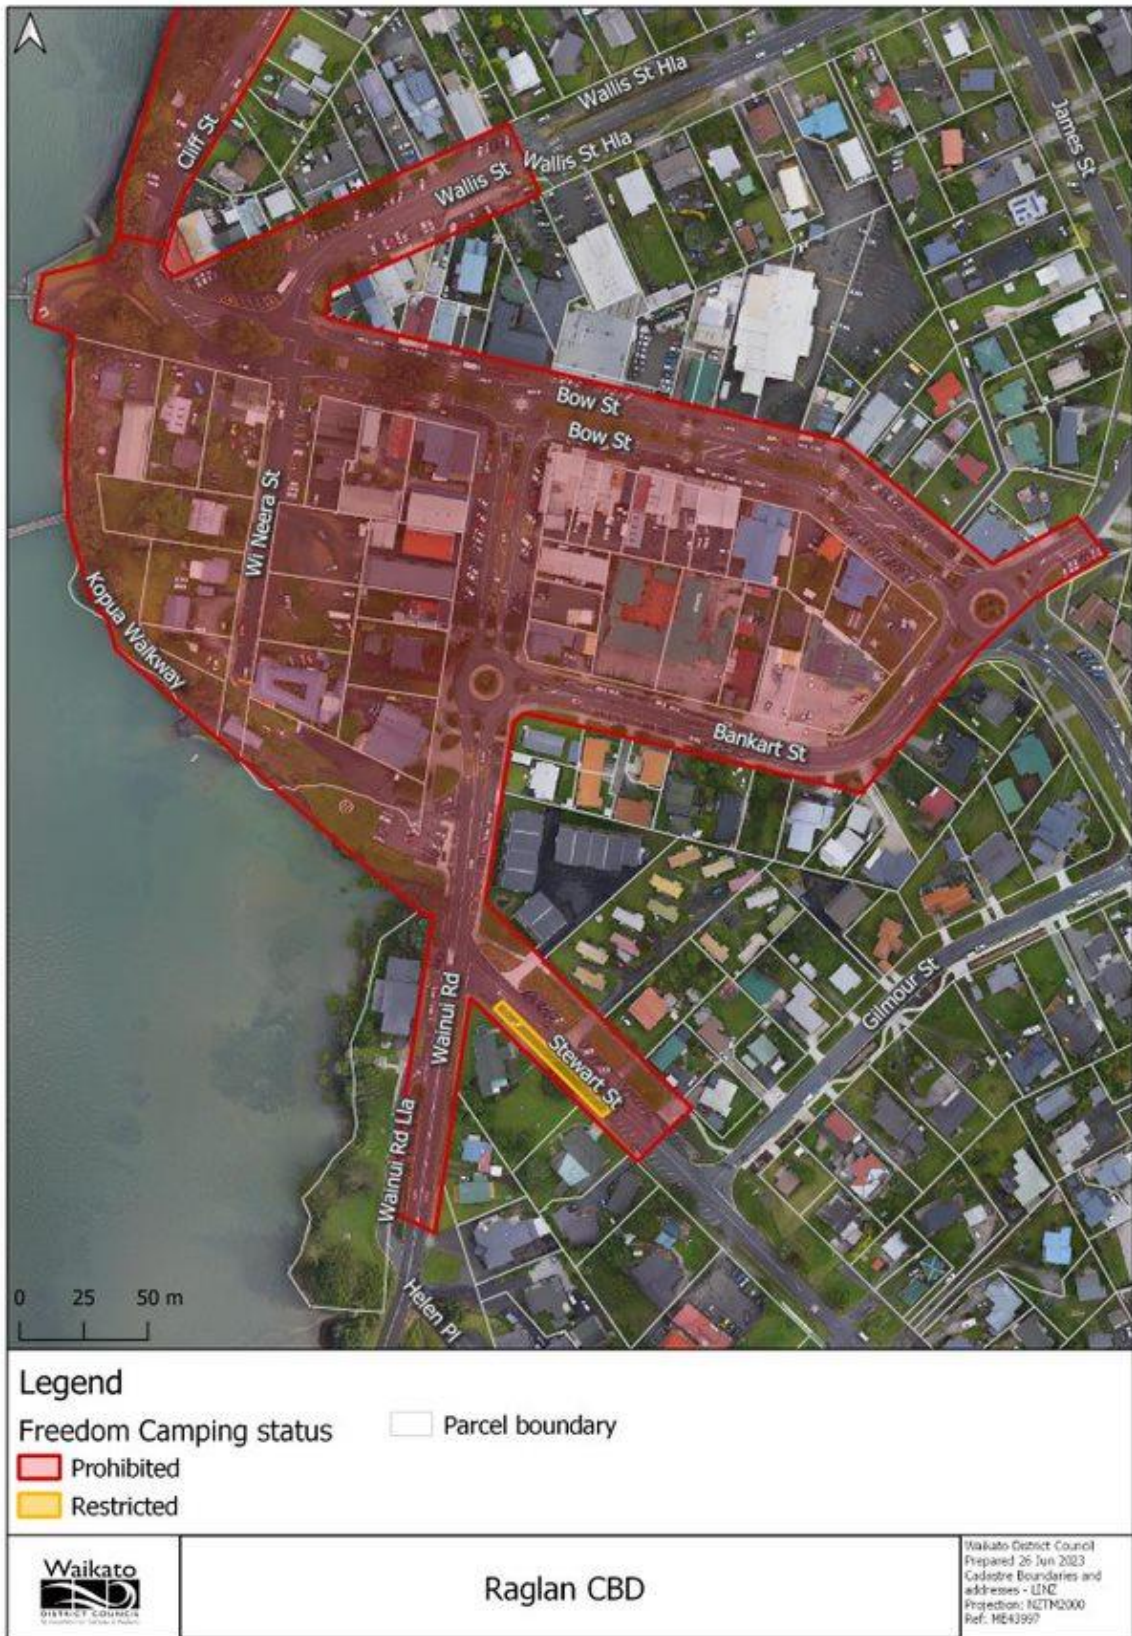 Cliff St
Wallis St
Wallis St Hla
Wallis St Hla
James St
Bow St
Bow St
Wi Neera St
Kopua Walkway
Bankart St
Gilmour St
Stewart St
Wainui Rd
Wainui Rd Lla
Helen Pl
0 25 50 m
Legend
Freedom Camping status
Parcel boundary
Prohibited
Restricted
Waikato
DISTRICT COUNCIL
Raglan CBD
Waikato District Council
Prepared 26 Jun 2023
Cadastre Boundaries and
addresses - LINZ
Projection: NZTM2000
Ref: ME43997